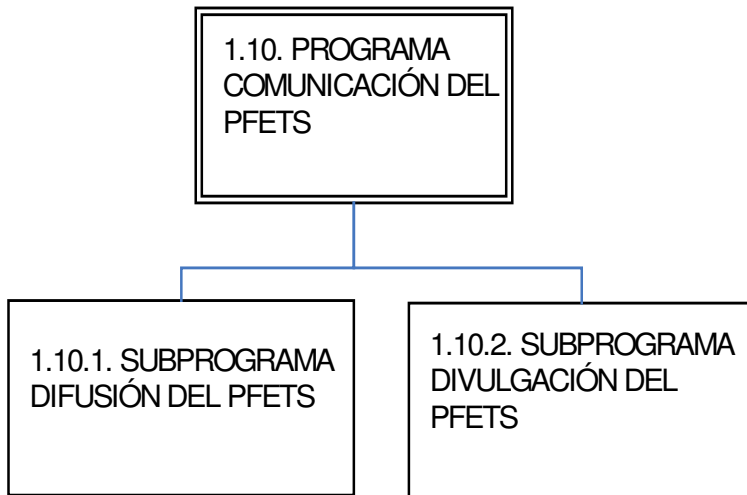 1.10. PROGRAMA
COMUNICACIÓN DEL
PFETS
1.10.1. SUBPROGRAMA
DIFUSIÓN DEL PFETS
1.10.2. SUBPROGRAMA
DIVULGACIÓN DEL
PFETS